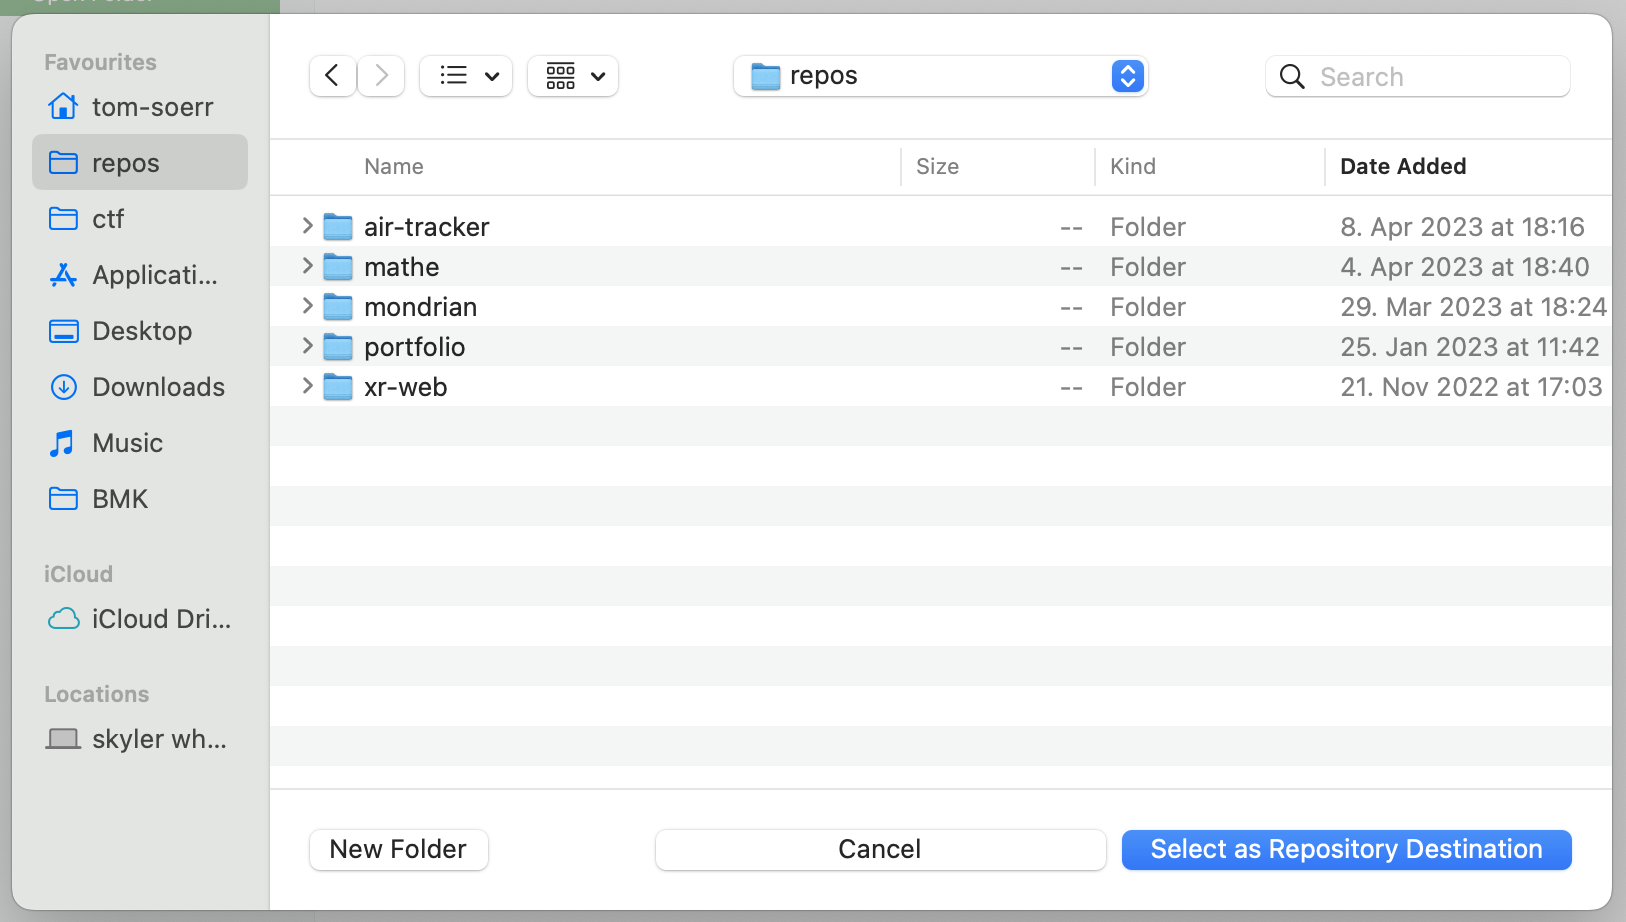 Open Folder
Favourites
tom-soerr
repos
ctf
Applicati...
Desktop
Downloads
Music
BMK
iCloud
iCloud Dri...
Locations
skyler wh...
repos
Search
Name Size Kind Date Added
air-tracker -- Folder 8. Apr 2023 at 18:16
mathe -- Folder 4. Apr 2023 at 18:40
mondrian -- Folder 29. Mar 2023 at 18:24
portfolio -- Folder 25. Jan 2023 at 11:42
xr-web -- Folder 21. Nov 2022 at 17:03
New Folder Cancel Select as Repository Destination